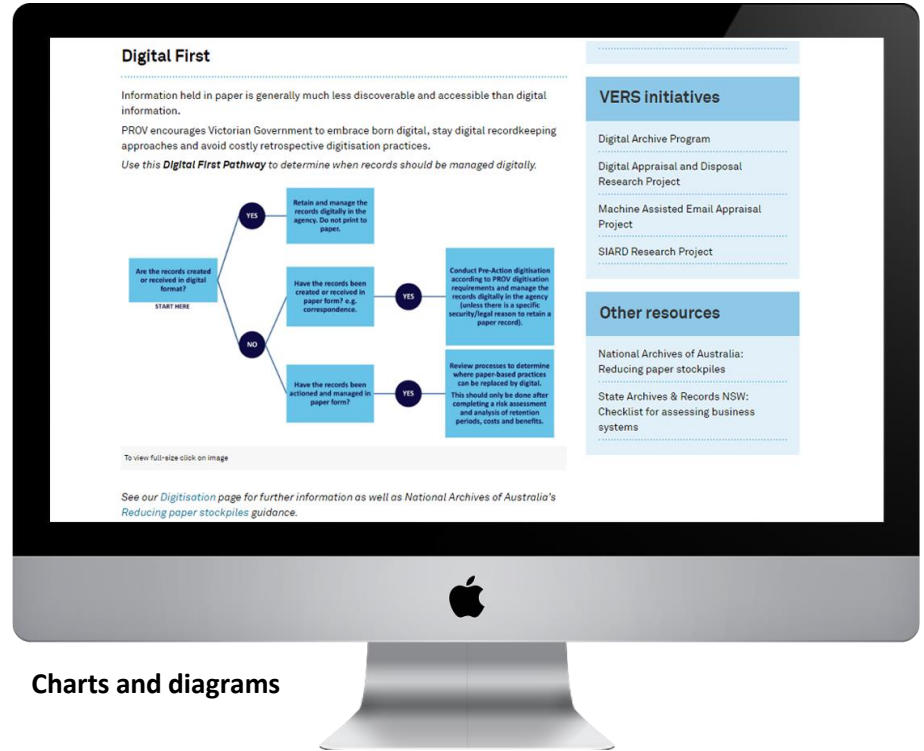 Digital First
Information held in paper is generally much less discoverable and accessible than digital
information.
PROV encourages Victorian Government to embrace born digital, stay digital recordkeeping
approaches and avoid costly retrospective digitisation practices.
Use this Digital First Pathway to determine when records should be managed digitally.
Are the records created
or received in digital
format?
START HERE
YES
Retain and manage the
records digitally in the
agency. Do not print to
paper.
NO
Have the records been
created or received in
paper form? e.g.
correspondence.
YES
Conduct Pre-Action digitisation
according to PROV digitisation
requirements and manage the
records digitally in the agency
(unless there is a specific
security/legal reason to retain a
paper record).
Have the records been
actioned and managed in
paper form?
YES
Review processes to determine
where paper-based practices
can be replaced by digital.
This should only be done after
completing a risk assessment
and analysis of retention
periods, costs and benefits.
To view full-size click on image
See our Digitisation page for further information as well as National Archives of Australia's
Reducing paper stockpiles guidance.
VERS initiatives
Digital Archive Program
Digital Appraisal and Disposal
Research Project
Machine Assisted Email Appraisal
Project
SIARD Research Project
Other resources
National Archives of Australia:
Reducing paper stockpiles
State Archives & Records NSW:
Checklist for assessing business
systems
Charts and diagrams